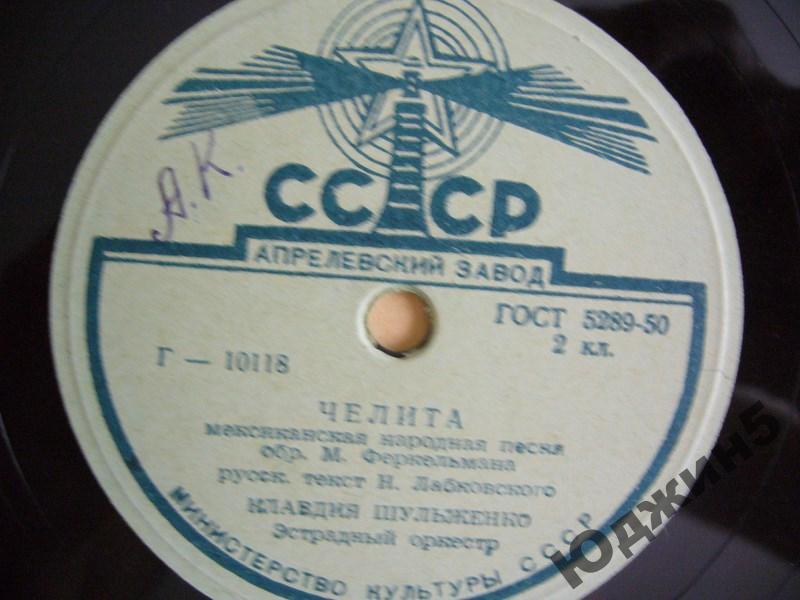 СССР
А.К.
АПРЕЛЕВСКИЙ ЗАВОД
ГОСТ 5289-50
2 кл.
Г — 10118
ЧЕЛИТА
мексиканская народная песня
обр. М. Феркельмана
русск. текст Н. Лабковского
КЛАВДИЯ ШУЛЬЖЕНКО
Эстрадный оркестр
МИНИСТЕРСТВО КУЛЬТУРЫ СССР
Юджин5